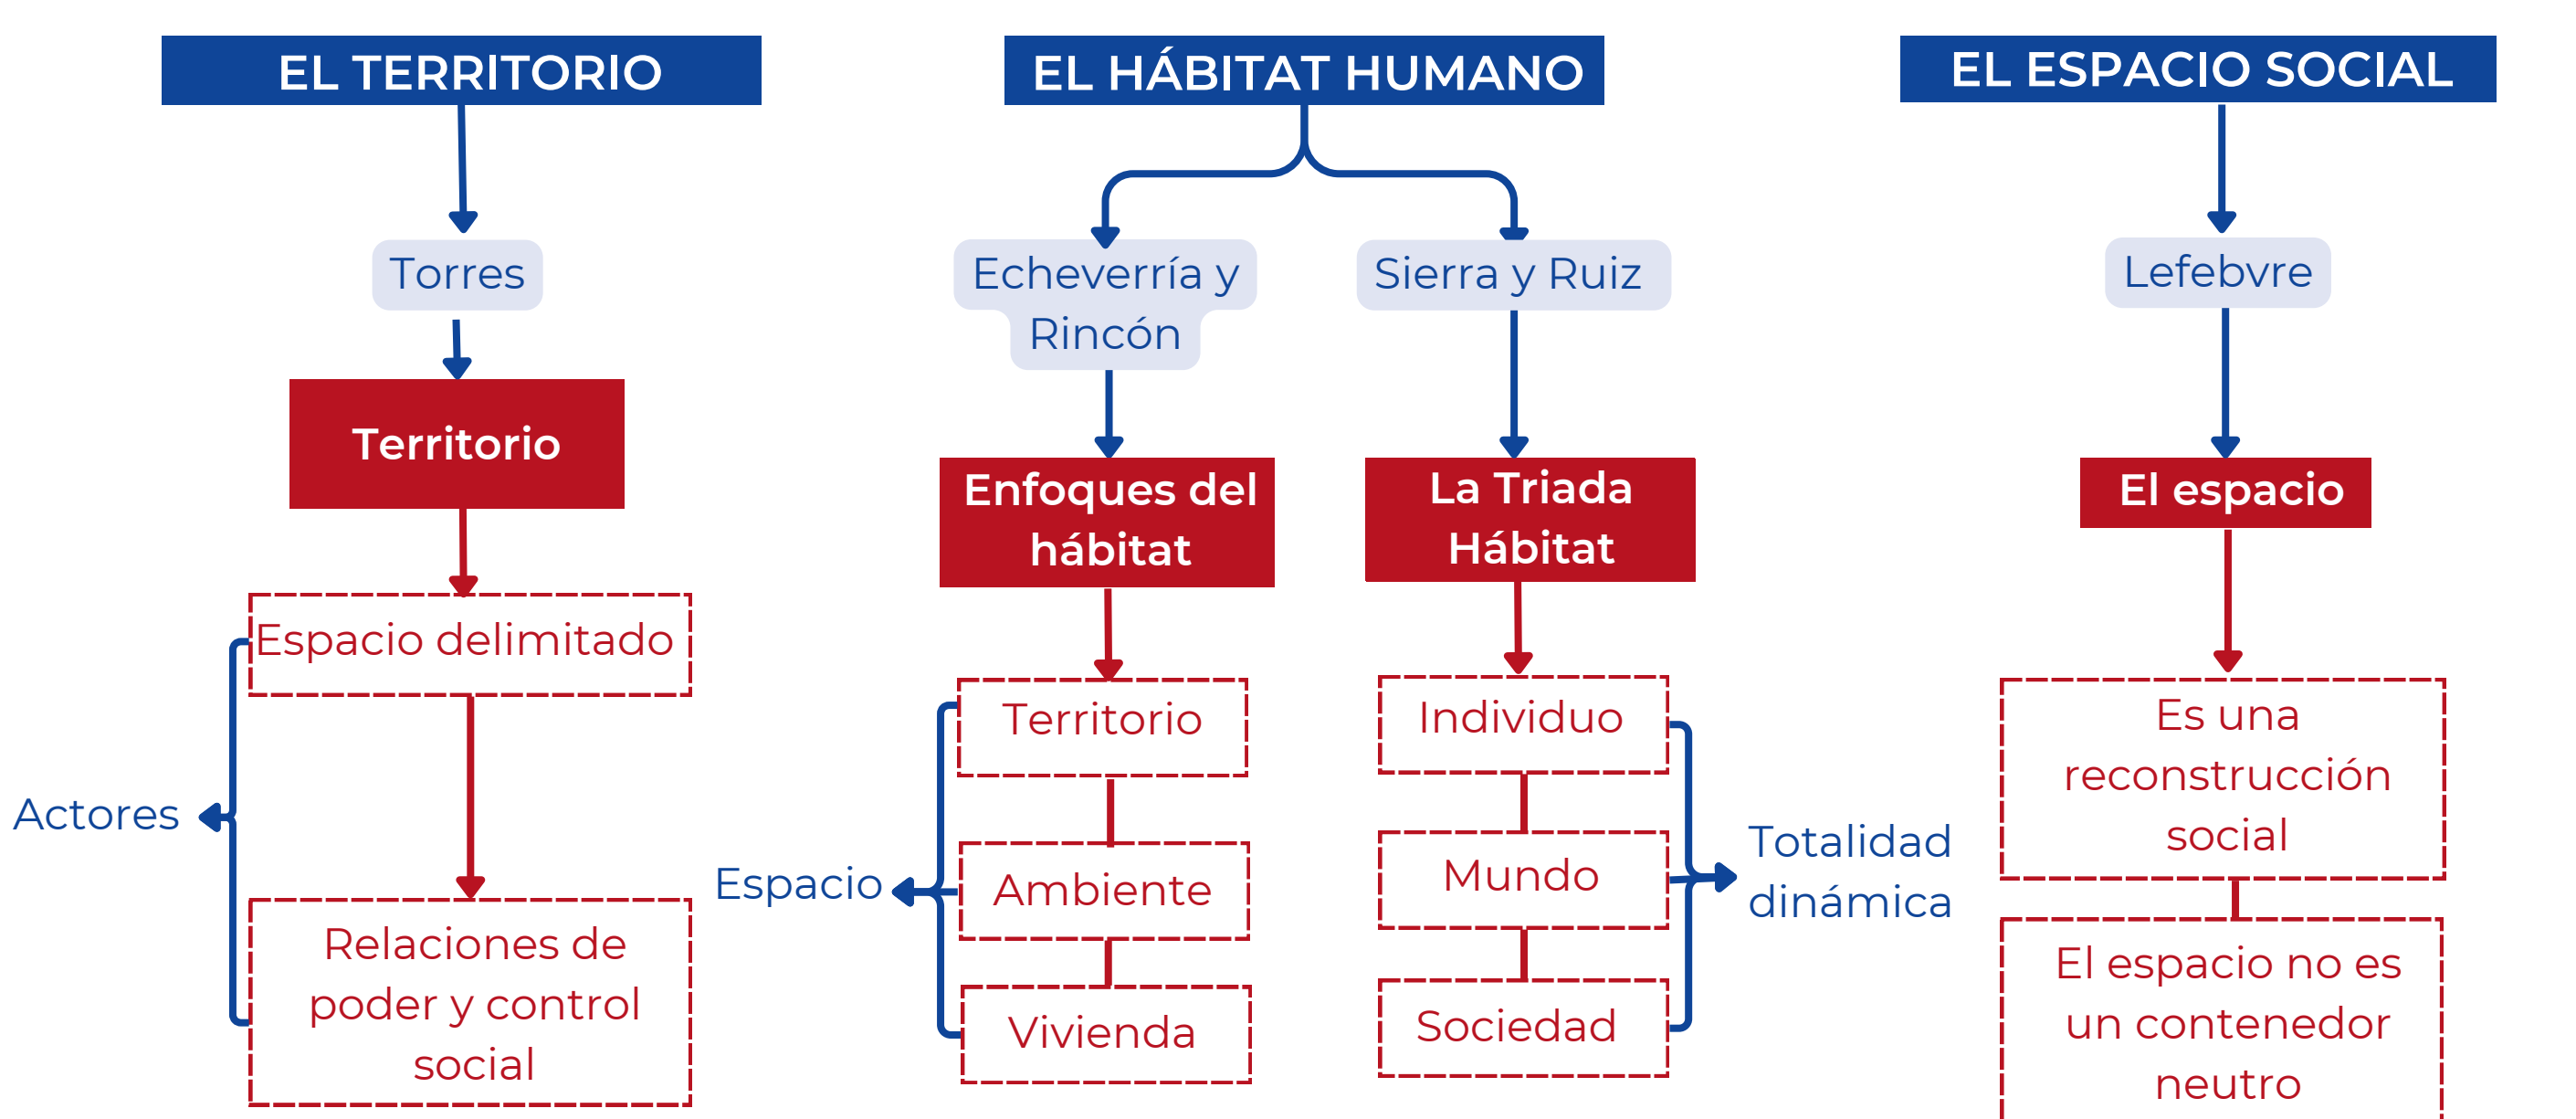 EL TERRITORIO
Torres
Territorio
Espacio delimitado
Actores
Relaciones de
poder y control
social
EL HÁBITAT HUMANO
Echeverría y
Rincón
Enfoques del
hábitat
Territorio
Espacio
Ambiente
Vivienda
Sierra y Ruiz
La Triada
Hábitat
Individuo
Mundo
Sociedad
Totalidad
dinámica
EL ESPACIO SOCIAL
Lefebvre
El espacio
Es una
reconstrucción
social
El espacio no es
un contenedor
neutro